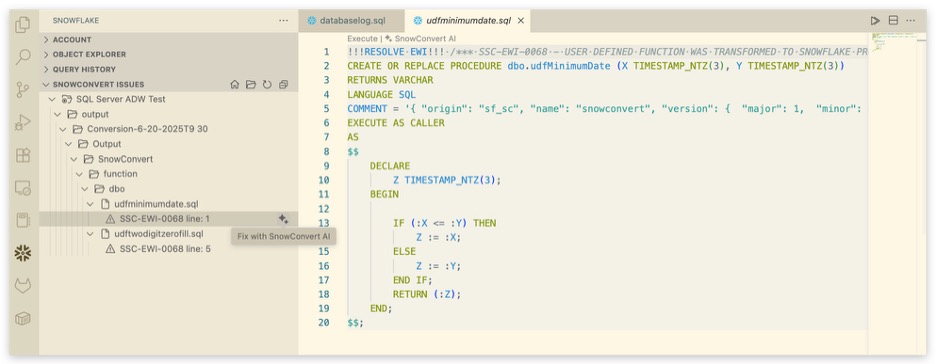 SNOWFLAKE
ACCOUNT
OBJECT EXPLORER
QUERY HISTORY
SNOWCONVERT ISSUES
SQL Server ADW Test
output
Conversion-6-20-2025T9 30
Output
SnowConvert
function
dbo
udfminimumdate.sql
SSC-EWI-0068 line: 1
udftwodigitzerofill.sql
SSC-EWI-0068 line: 5
Fix with SnowConvert AI
databaselog.sql
udfminimumdate.sql
Execute | SnowConvert AI
1 !!!RESOLVE EWI!!! /*** SSC-EWI-0068 - USER DEFINED FUNCTION WAS TRANSFORMED TO SNOWFLAKE PR
2 CREATE OR REPLACE PROCEDURE dbo.udfMinimumDate (X TIMESTAMP_NTZ(3), Y TIMESTAMP_NTZ(3))
3 RETURNS VARCHAR
4 LANGUAGE SQL
5 COMMENT = '{ "origin": "sf_sc", "name": "snowconvert", "version": { "major": 1, "minor":
6 EXECUTE AS CALLER
7 AS
8 $$
9 DECLARE
10 Z TIMESTAMP_NTZ(3);
11 BEGIN
12
13 IF (:X <= :Y) THEN
14 Z := :X;
15 ELSE
16 Z := :Y;
17 END IF;
18 RETURN (:Z);
19 END;
20 $$;